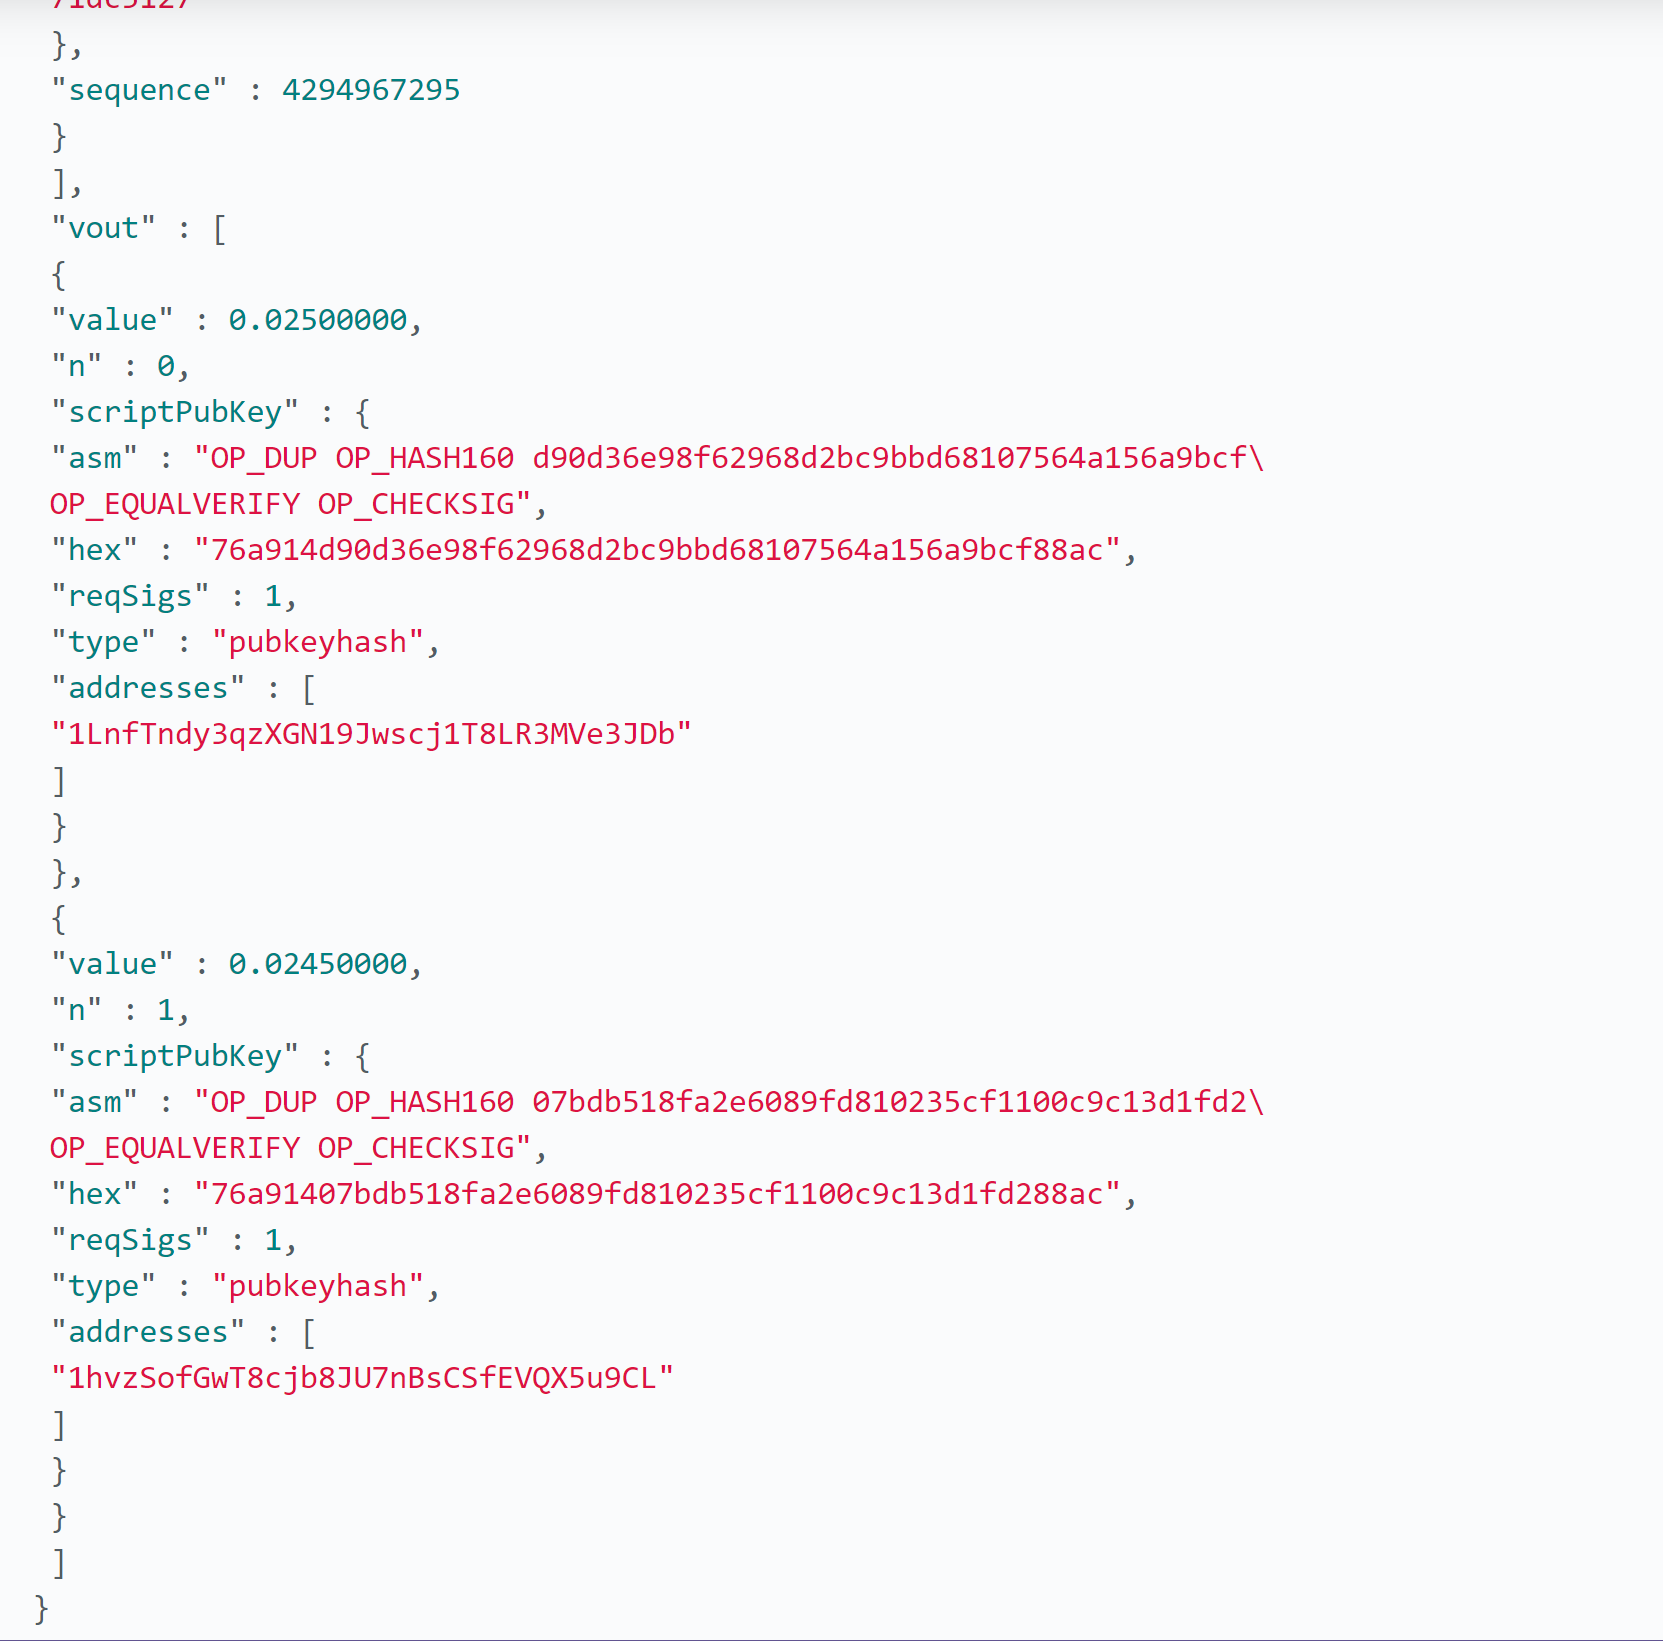 71dc5127
},
"sequence" : 4294967295
}
],
"vout" : [
{
"value" : 0.02500000,
"n" : 0,
"scriptPubKey" : {
"asm" : "OP_DUP OP_HASH160 d90d36e98f62968d2bc9bbd68107564a156a9bcf\
OP_EQUALVERIFY OP_CHECKSIG",
"hex" : "76a914d90d36e98f62968d2bc9bbd68107564a156a9bcf88ac",
"reqSigs" : 1,
"type" : "pubkeyhash",
"addresses" : [
"1LnfTndy3qzXGN19Jwscj1T8LR3MVe3JDb"
]
}
},
{
"value" : 0.02450000,
"n" : 1,
"scriptPubKey" : {
"asm" : "OP_DUP OP_HASH160 07bdb518fa2e6089fd810235cf1100c9c13d1fd2\
OP_EQUALVERIFY OP_CHECKSIG",
"hex" : "76a91407bdb518fa2e6089fd810235cf1100c9c13d1fd288ac",
"reqSigs" : 1,
"type" : "pubkeyhash",
"addresses" : [
"1hvzSofGwT8cjb8JU7nBsCSfEVQX5u9CL"
]
}
}
]
}